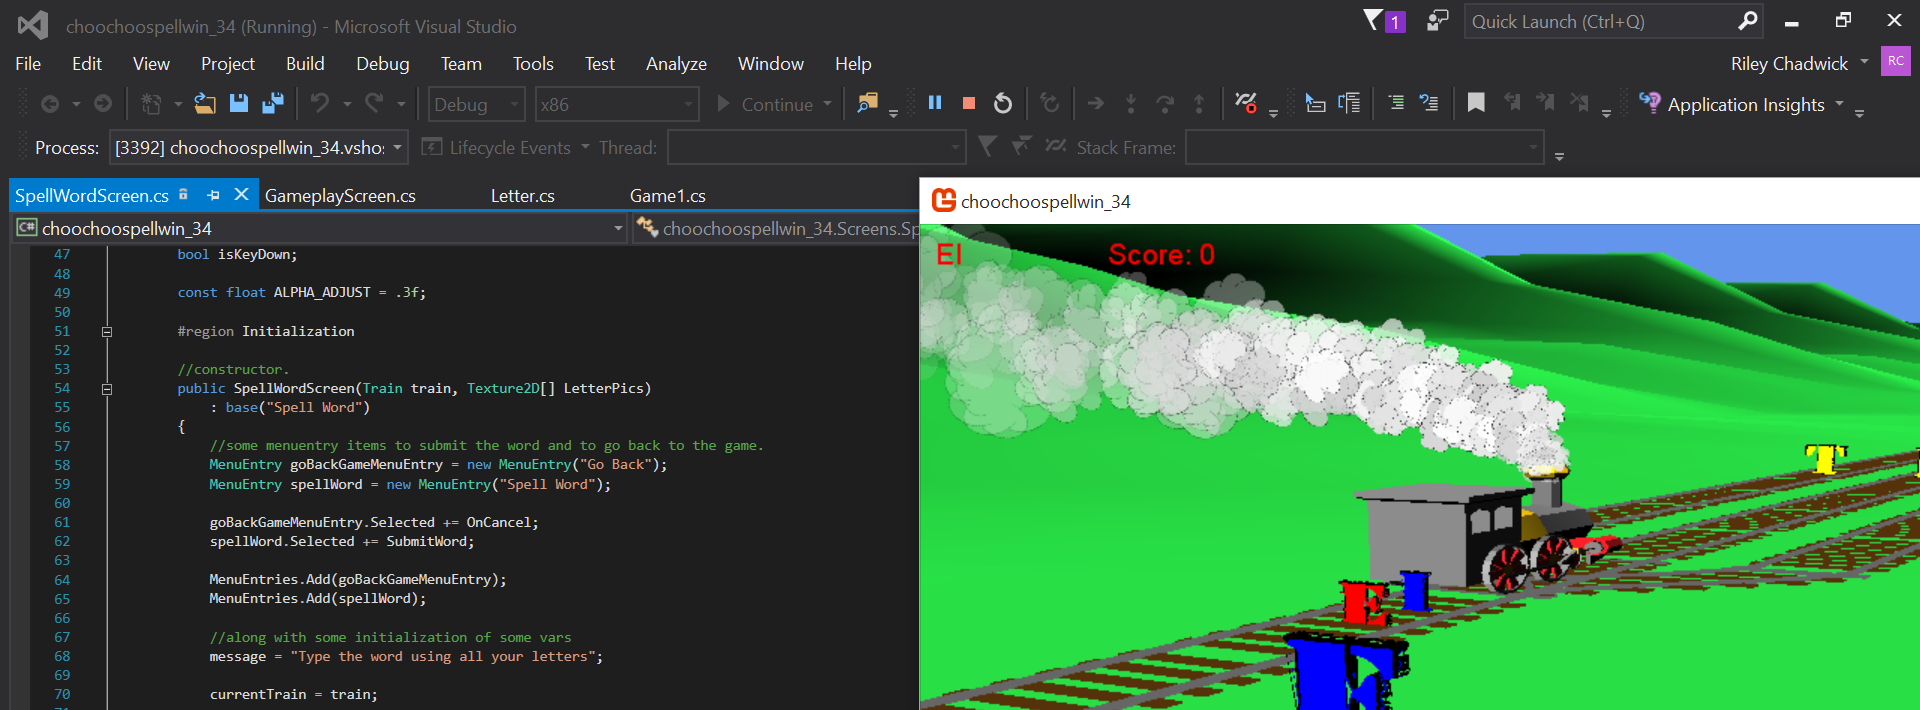 choochoospellwin_34 (Running) - Microsoft Visual Studio
1
Quick Launch (Ctrl+Q)
File Edit View Project Build Debug Team Tools Test Analyze Window Help
Riley Chadwick RC
Debug x86 Continue Application Insights
Process: [3392] choochoospellwin_34.vshos Lifecycle Events Thread: Stack Frame:
SpellWordScreen.cs GameplayScreen.cs Letter.cs Game1.cs
C# choochoospellwin_34 choochoospellwin_34.Screens.Sp
47 bool isKeyDown;
48
49 const float ALPHA_ADJUST = .3f;
50
51 #region Initialization
52
53 //constructor.
54 public SpellWordScreen(Train train, Texture2D[] LetterPics)
55 : base("Spell Word")
56 {
57 //some menuentry items to submit the word and to go back to the game.
58 MenuEntry goBackGameMenuEntry = new MenuEntry("Go Back");
59 MenuEntry spellWord = new MenuEntry("Spell Word");
60
61 goBackGameMenuEntry.Selected += OnCancel;
62 spellWord.Selected += SubmitWord;
63
64 MenuEntries.Add(goBackGameMenuEntry);
65 MenuEntries.Add(spellWord);
66
67 //along with some initialization of some vars
68 message = "Type the word using all your letters";
69
70 currentTrain = train;
choochoospellwin_34
EI Score: 0
T
E I
F